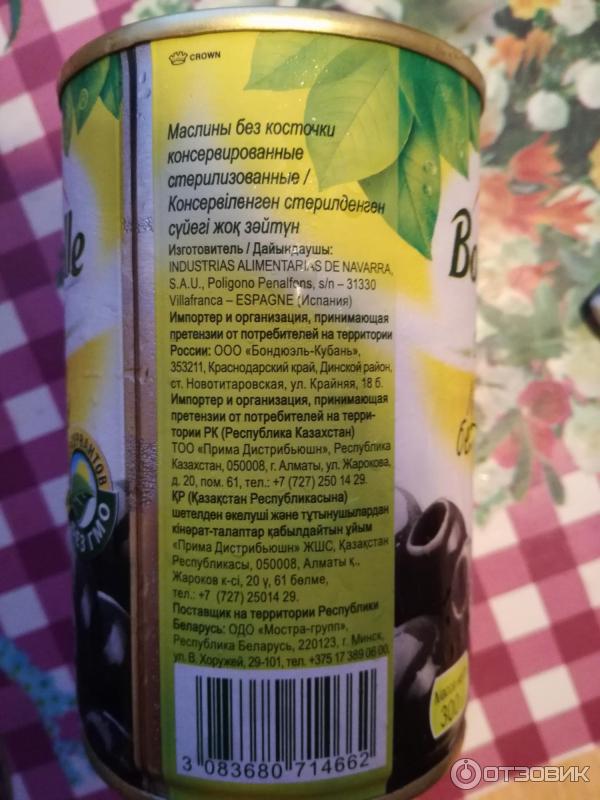 CROWN
Маслины без косточки
консервированные
стерилизованные /
Консервіленген стерилденген
сүйегі жоқ зәйтүн
Изготовитель / Дайындаушы:
INDUSTRIAS ALIMENTARIAS DE NAVARRA,
S.A.U., Poligono Penalfons, s/n – 31330
Villafranca – ESPAGNE (Испания)
Импортер и организация, принимающая
претензии от потребителей на территории
России: ООО «Бондюэль-Кубань»,
353211, Краснодарский край, Динской район,
ст. Новотитаровская, ул. Крайняя, 18 б.
Импортер и организация, принимающая
претензии от потребителей на терри-
тории РК (Республика Казахстан)
ТОО «Прима Дистрибьюшн», Республика
Казахстан, 050008, г. Алматы, ул. Жарокова,
д. 20, пом. 61, тел.: +7 (727) 250 14 29.
ҚР (Қазақстан Республикасына)
шетелден әкелуші және тұтынушылардан
кінәрат-талаптар қабылдайтын ұйым
«Прима Дистрибьюшн» ЖШС, Қазақстан
Республикасы, 050008, Алматы қ.,
Жароков к-сі, 20 ү, 61 бөлме,
тел.: +7 (727) 25014 29.
Поставщик на территории Республики
Беларусь: ОДО «Мостра-групп»,
Республика Беларусь, 220123, г. Минск,
ул. В. Хоружей, 29-101, тел. +375 17 389 06 00.
3 083680 714662
lle
Bo
БЕЗ ГМО
Масса
300
ОТЗОВИК